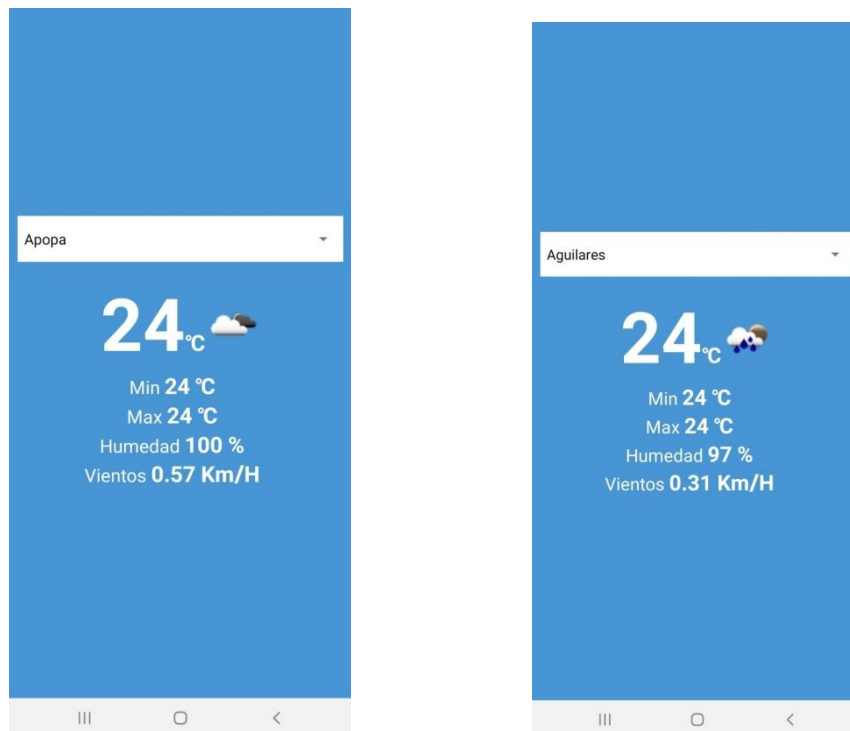 Apopa
24 °C
Min 24 °C
Max 24 °C
Humedad 100 %
Vientos 0.57 Km/H
Aguilares
24 °C
Min 24 °C
Max 24 °C
Humedad 97 %
Vientos 0.31 Km/H